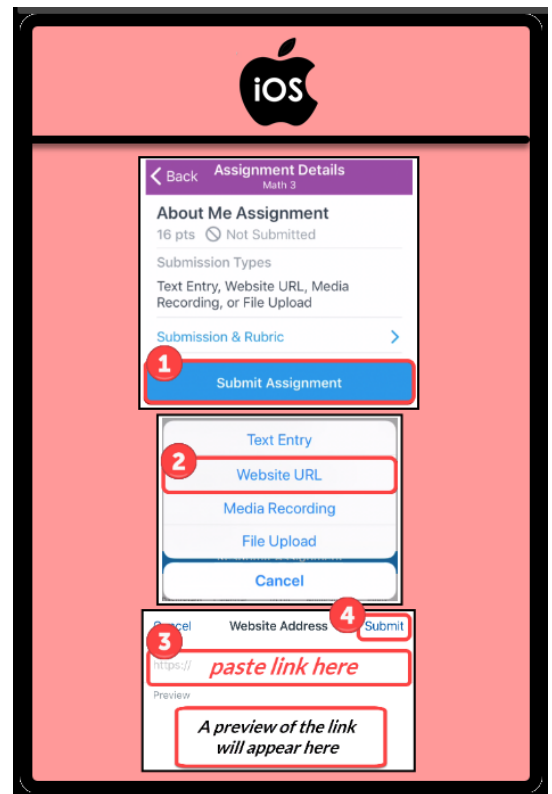 iOS
Back
Assignment Details
Math 3
About Me Assignment
16 pts Not Submitted
Submission Types
Text Entry, Website URL, Media
Recording, or File Upload
Submission & Rubric
1
Submit Assignment
Text Entry
2
Website URL
Media Recording
File Upload
Cancel
Website Address
4
Submit
3
https://
paste link here
Preview
A preview of the link
will appear here